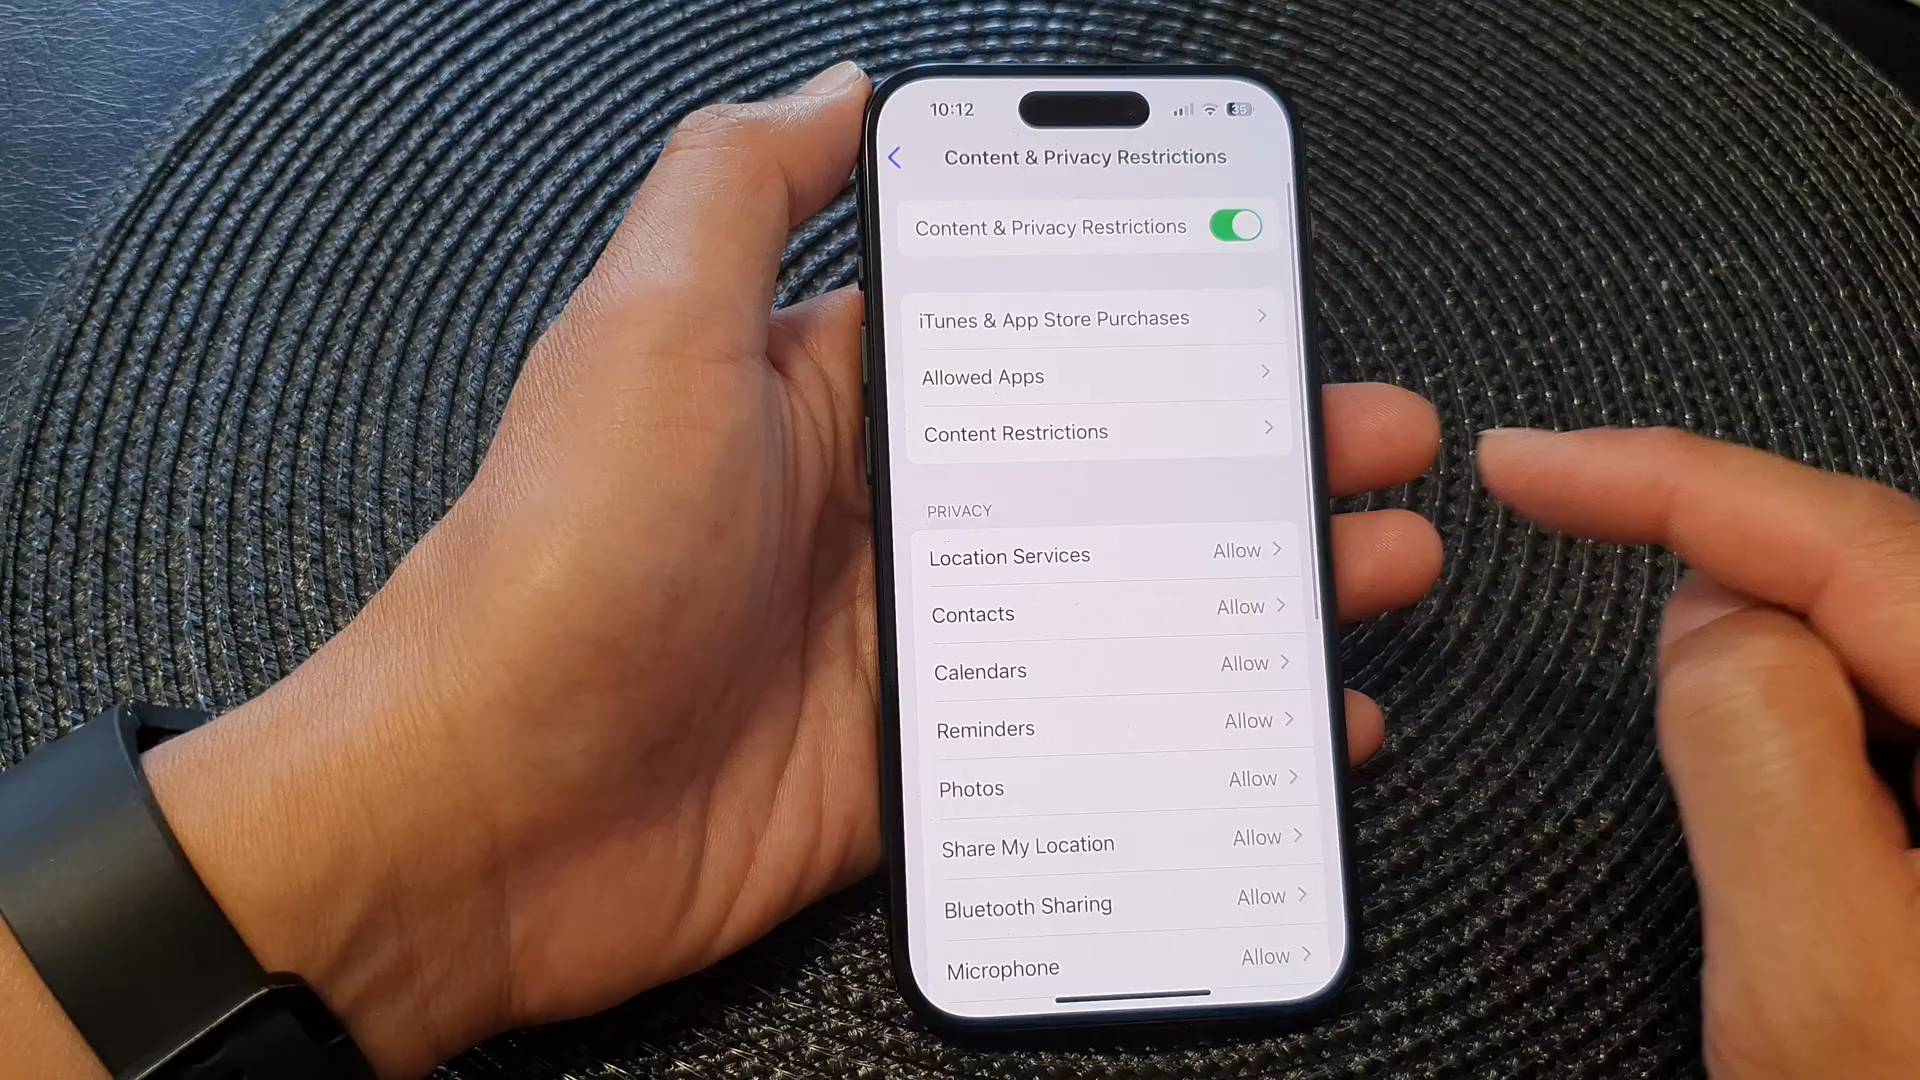 10:12
35
Content & Privacy Restrictions
Content & Privacy Restrictions
iTunes & App Store Purchases
Allowed Apps
Content Restrictions
PRIVACY
Location Services Allow
Contacts Allow
Calendars Allow
Reminders Allow
Photos Allow
Share My Location Allow
Bluetooth Sharing Allow
Microphone Allow